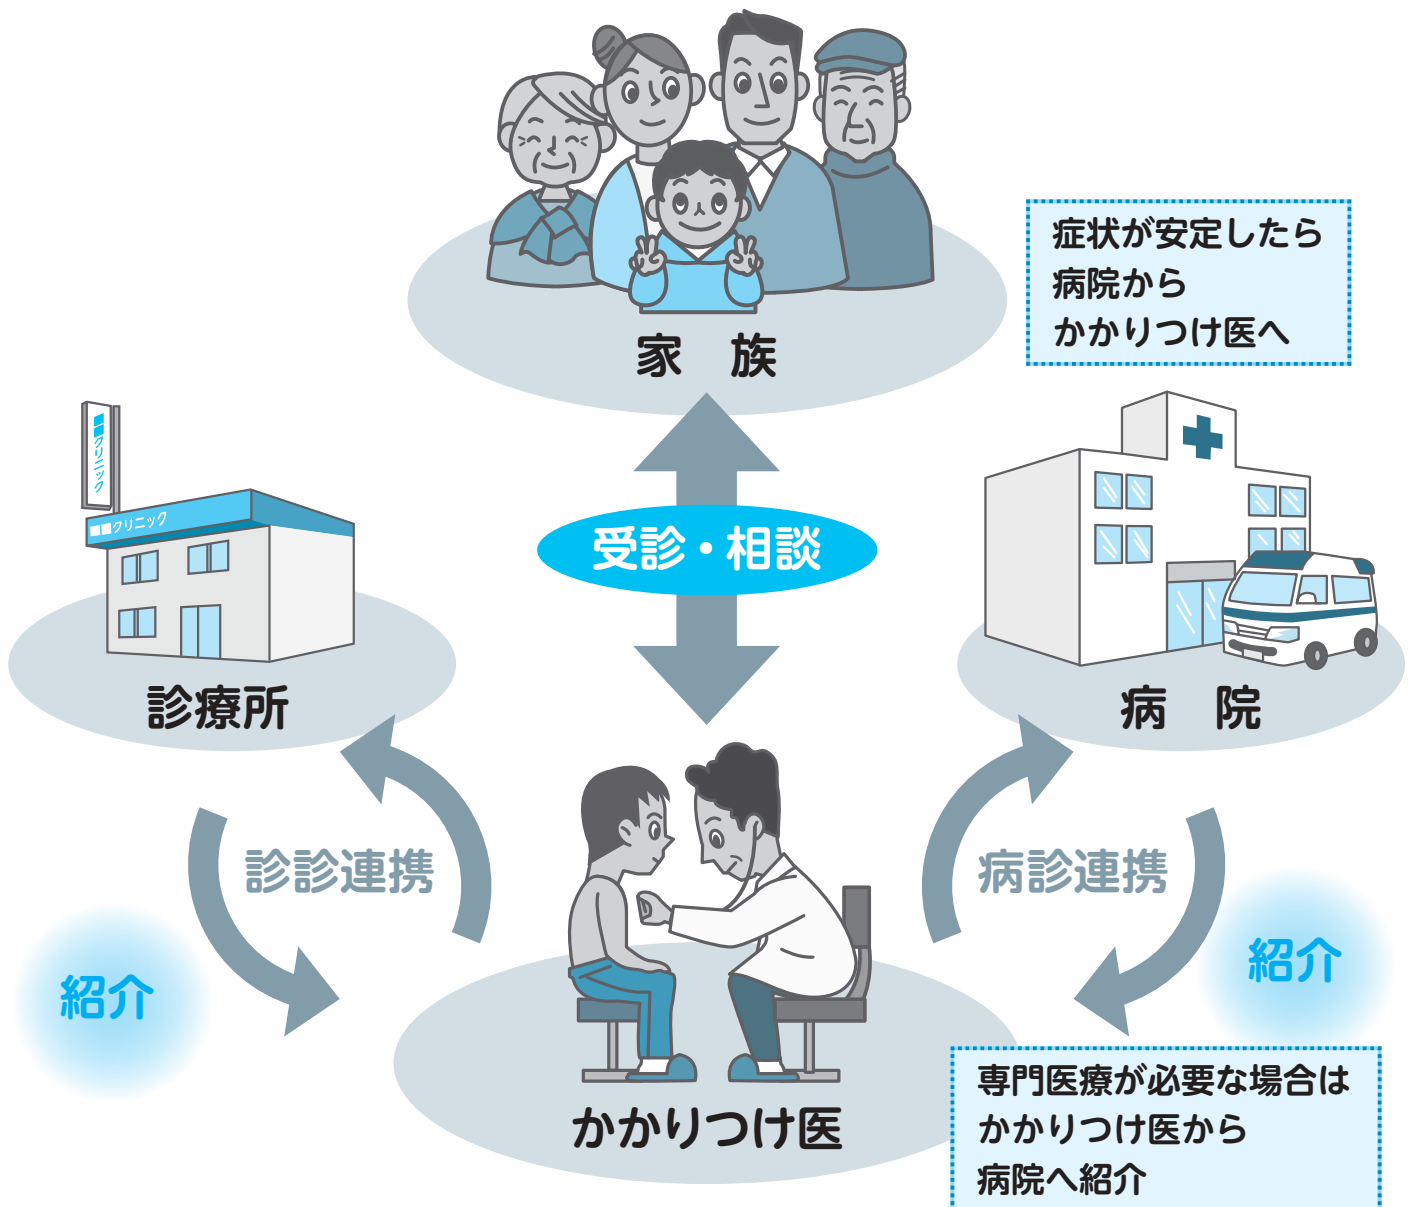 家　族
症状が安定したら
病院から
かかりつけ医へ
クリニック
クリニック
受診・相談
診療所
病　院
診診連携
病診連携
紹介
紹介
かかりつけ医
専門医療が必要な場合は
かかりつけ医から
病院へ紹介